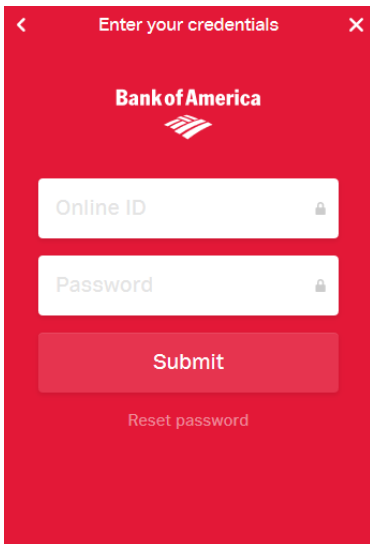 Enter your credentials
Bank of America
Online ID
Password
Submit
Reset password